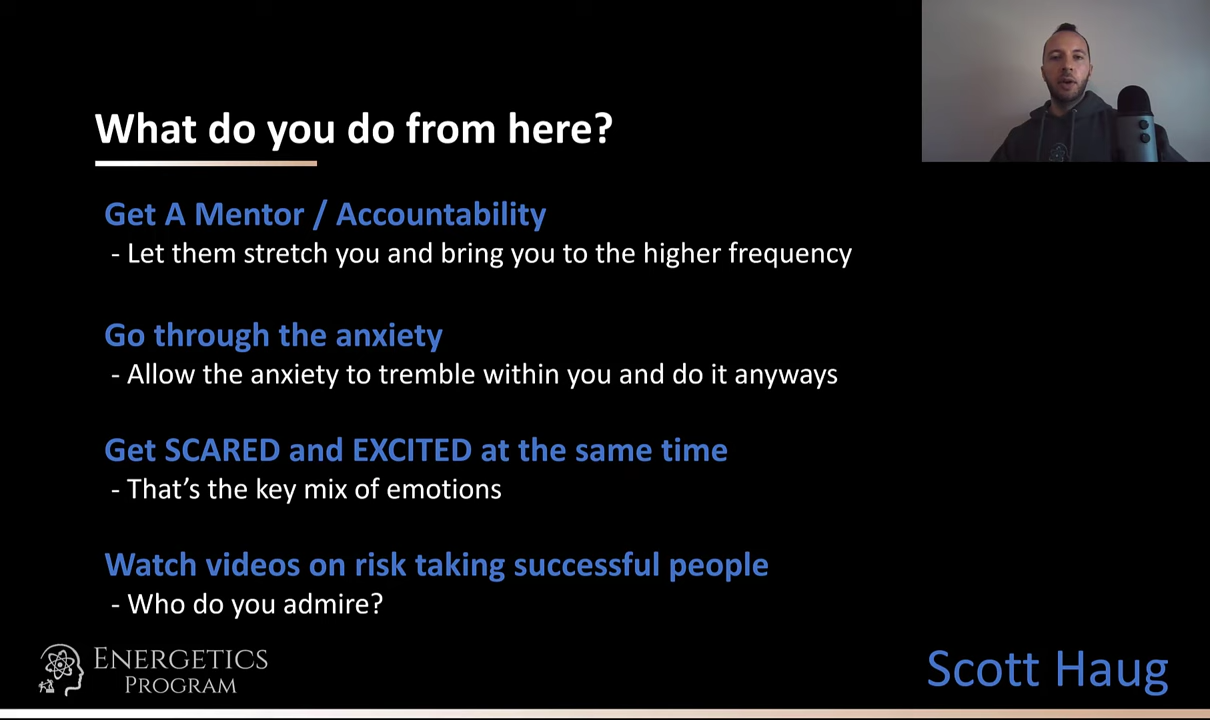 What do you do from here?
Get A Mentor / Accountability
- Let them stretch you and bring you to the higher frequency
Go through the anxiety
- Allow the anxiety to tremble within you and do it anyways
Get SCARED and EXCITED at the same time
- That’s the key mix of emotions
Watch videos on risk taking successful people
- Who do you admire?
ENERGETICS
PROGRAM
Scott Haug